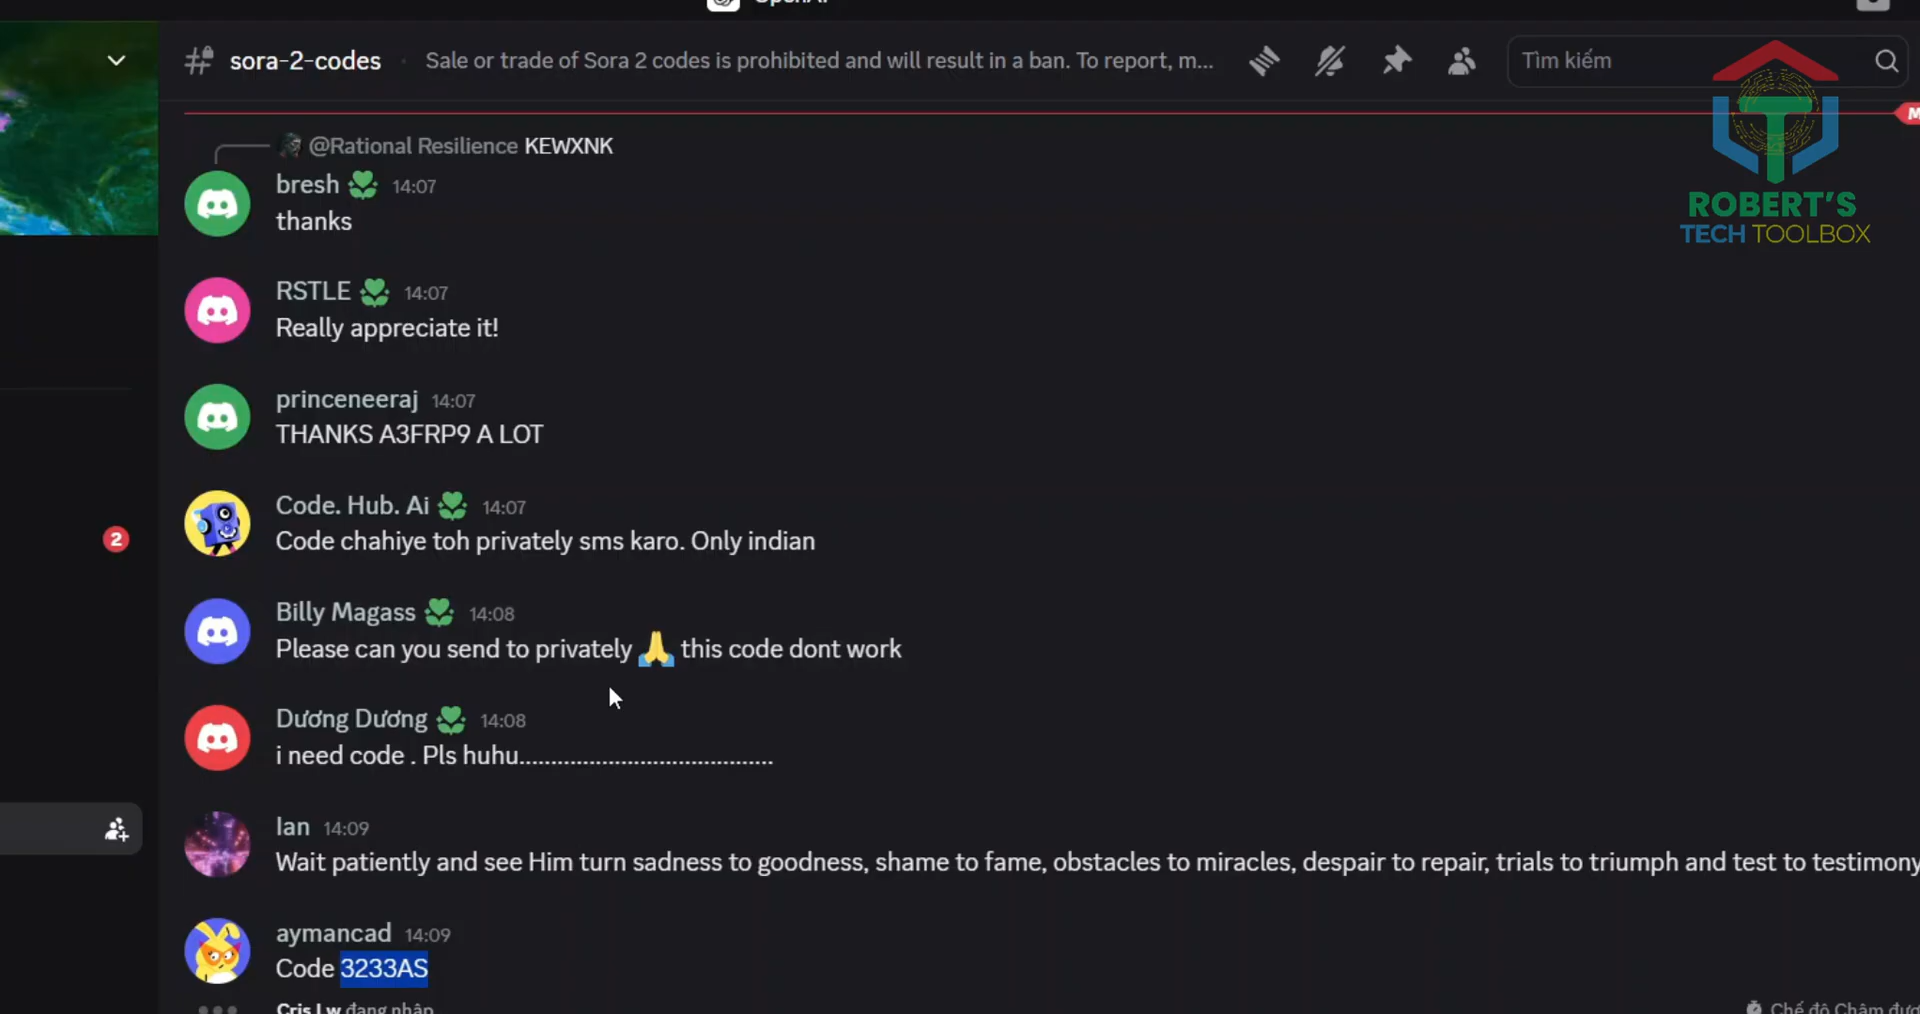 sora-2-codes
Sale or trade of Sora 2 codes is prohibited and will result in a ban. To report, m...
Tìm kiếm
ROBERT'S
TECH TOOLBOX
@Rational Resilience KEWXNK
bresh 14:07
thanks
RSTLE 14:07
Really appreciate it!
princeneeraj 14:07
THANKS A3FRP9 A LOT
Code. Hub. Ai 14:07
Code chahiye toh privately sms karo. Only indian
2
Billy Magass 14:08
Please can you send to privately 🙏 this code dont work
Dương Dương 14:08
i need code . Pls huhu........................................
Ian 14:09
Wait patiently and see Him turn sadness to goodness, shame to fame, obstacles to miracles, despair to repair, trials to triumph and test to testimony
aymancad 14:09
Code 3233AS
Cris Lw đang nhập
Chế độ Chậm